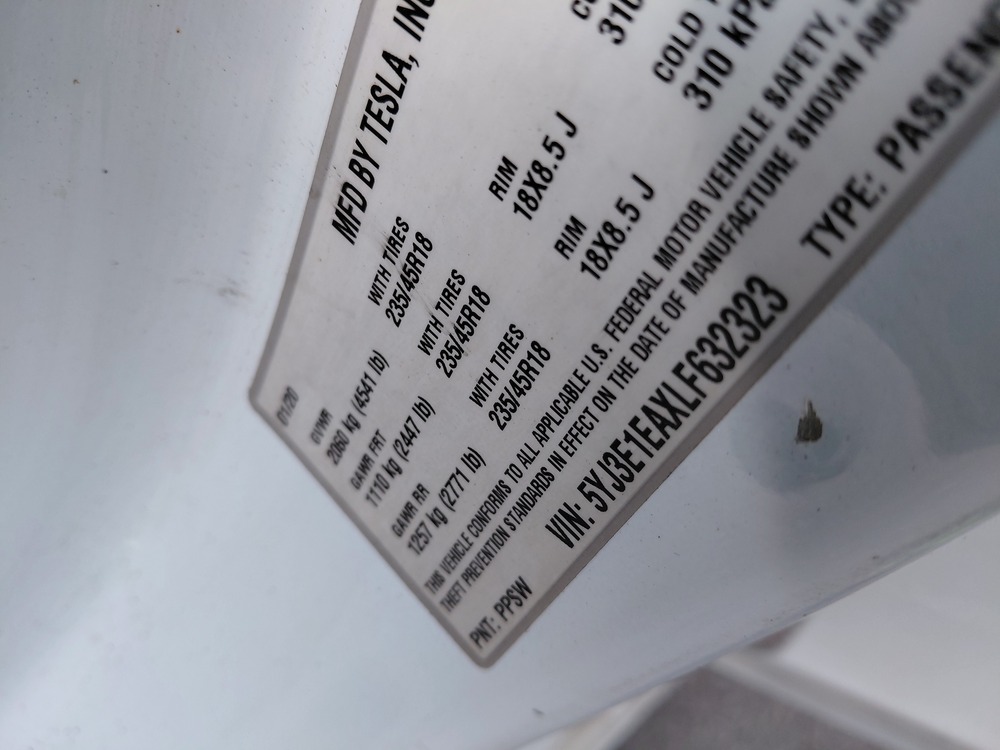 MFD BY TESLA, INC
01/20
GVWR
2060 kg (4541 lb)
GAWR FRT
1110 kg (2447 lb)
WITH TIRES
235/45R18
RIM
18X8.5 J
310
GAWR RR
1257 kg (2771 lb)
WITH TIRES
235/45R18
RIM
18X8.5 J
COLD
310 kPa
WITH TIRES
235/45R18
THIS VEHICLE CONFORMS TO ALL APPLICABLE U.S. FEDERAL MOTOR VEHICLE SAFETY,
THEFT PREVENTION STANDARDS IN EFFECT ON THE DATE OF MANUFACTURE SHOWN ABO
VIN: 5YJ3E1EAXLF632323
TYPE: PASSENG
PNT: PPSW